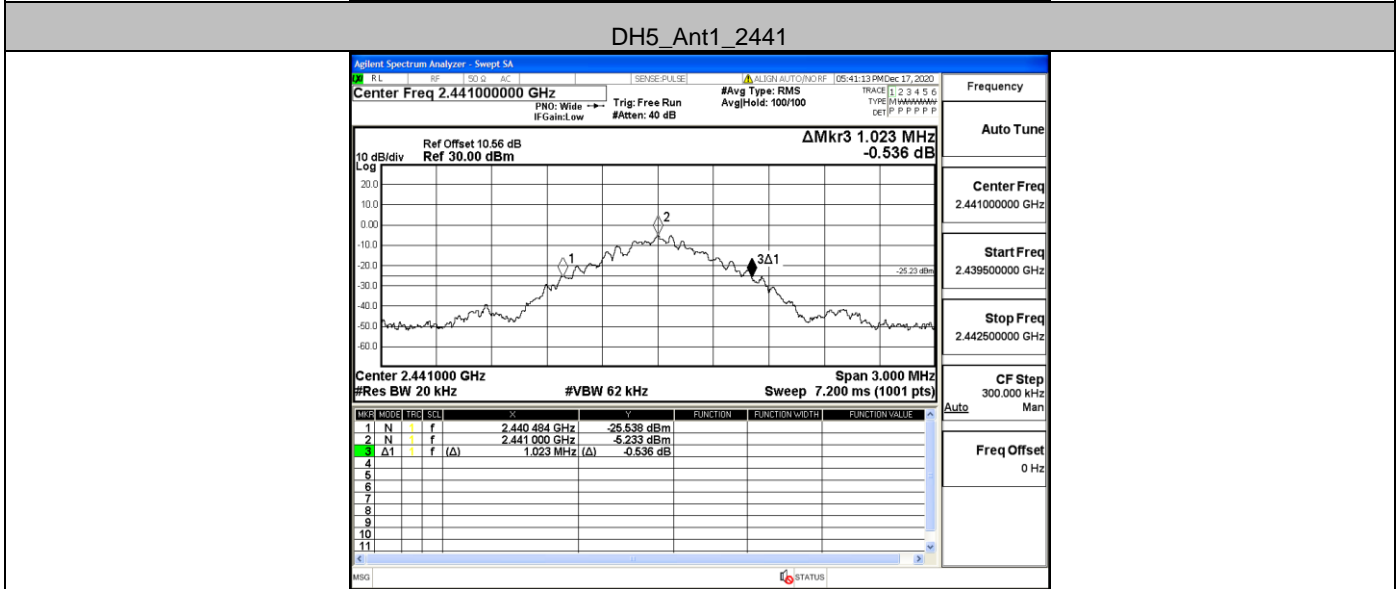 DH5_Ant1_2441
Agilent Spectrum Analyzer - Swept SA
RL RF 50 Ω AC SENSE:PULSE ALIGN AUTO/NO RF 05:41:13 PM Dec 17, 2020
Center Freq 2.441000000 GHz
PNO: Wide
IFGain:Low
Trig: Free Run
#Atten: 40 dB
#Avg Type: RMS
Avg|Hold: 100/100
TRACE 1 2 3 4 5 6
TYPE M WWWWW
DET P P P P P P
Ref Offset 10.56 dB
Ref 30.00 dBm
10 dB/div
Log
ΔMkr3 1.023 MHz
-0.536 dB
20.0
10.0
0.00
-10.0
-20.0
-30.0
-40.0
-50.0
-60.0
1
2
3Δ1
-25.23 dBm
Center 2.441000 GHz
Span 3.000 MHz
#Res BW 20 kHz
#VBW 62 kHz
Sweep 7.200 ms (1001 pts)
MKR MODE TRC SCL X Y FUNCTION FUNCTION WIDTH FUNCTION VALUE
1 N 1 f 2.440 484 GHz -25.538 dBm
2 N 1 f 2.441 000 GHz -5.233 dBm
3 Δ1 1 f (Δ) 1.023 MHz (Δ) -0.536 dB
4
5
6
7
8
9
10
11
MSG
STATUS
Frequency
Auto Tune
Center Freq
2.441000000 GHz
Start Freq
2.439500000 GHz
Stop Freq
2.442500000 GHz
CF Step
300.000 kHz
Auto Man
Freq Offset
0 Hz